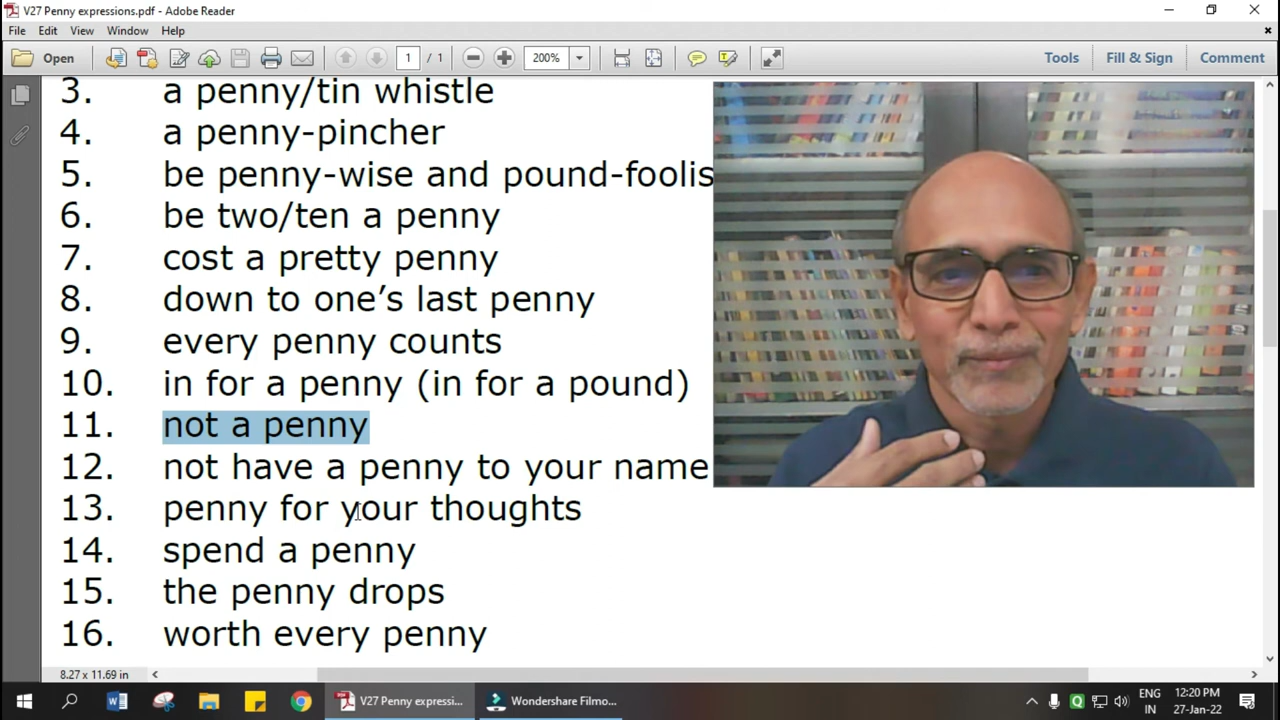 V27 Penny expressions.pdf - Adobe Reader
File Edit View Window Help
Open 1 / 1 200% Tools Fill & Sign Comment
3. a penny/tin whistle
4. a penny-pincher
5. be penny-wise and pound-foolis
6. be two/ten a penny
7. cost a pretty penny
8. down to one’s last penny
9. every penny counts
10. in for a penny (in for a pound)
11. not a penny
12. not have a penny to your name
13. penny for your thoughts
14. spend a penny
15. the penny drops
16. worth every penny
8.27 x 11.69 in
V27 Penny expressi... Wondershare Filmo...
ENG 12:20 PM
IN 27-Jan-22